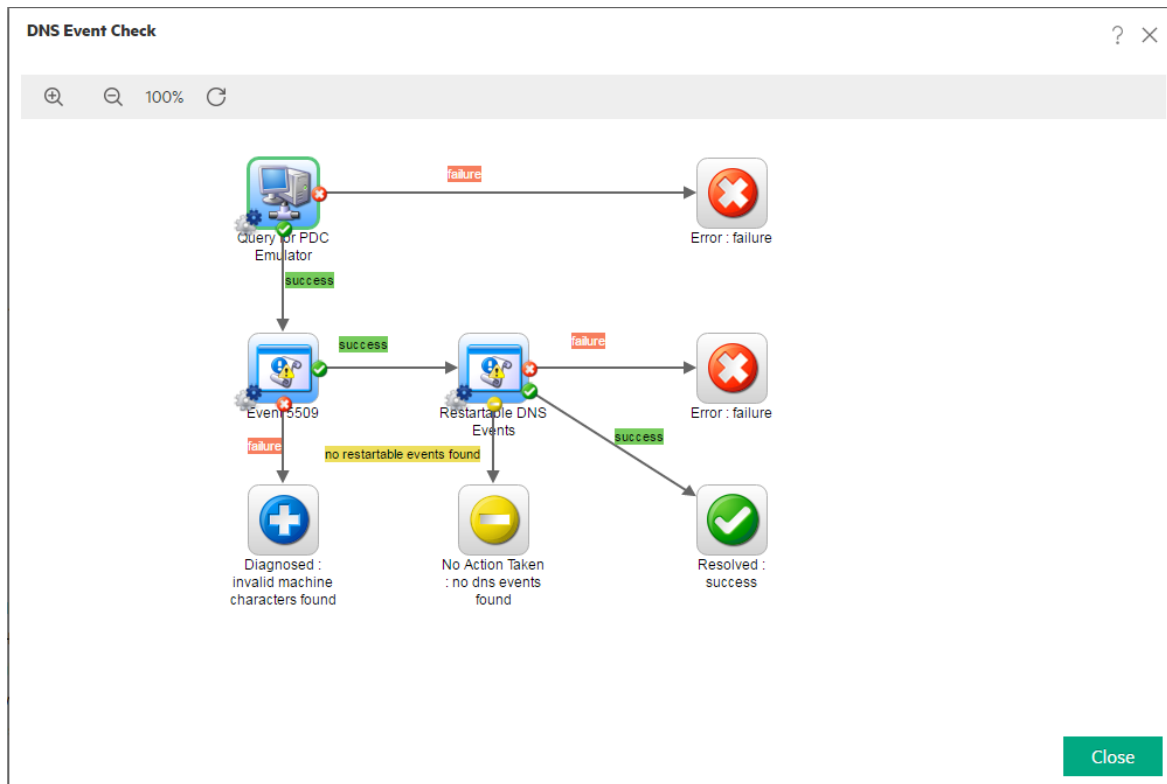 DNS Event Check
?
100%
failure
Query for PDC
Emulator
Error : failure
success
success
failure
Event 5509
Restartable DNS
Events
Error : failure
failure
no restartable events found
success
Diagnosed :
invalid machine
characters found
No Action Taken
: no dns events
found
Resolved :
success
Close